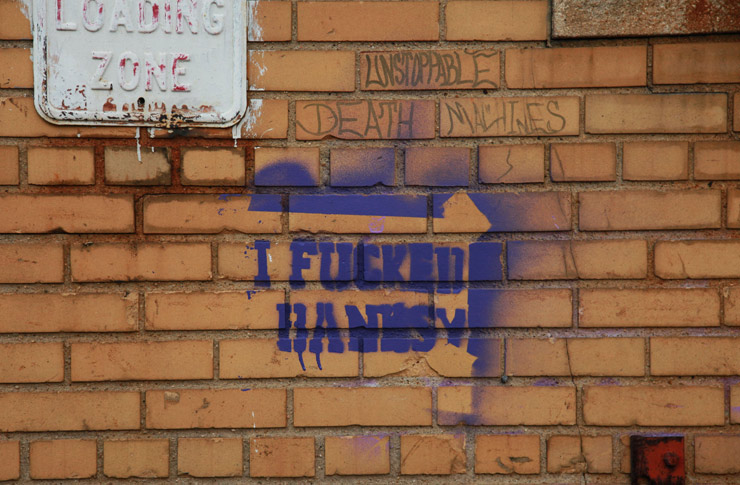 LOADING
ZONE
UNSTOPPABLE
DEATH MACHINES
I FUCKED
BANKSY